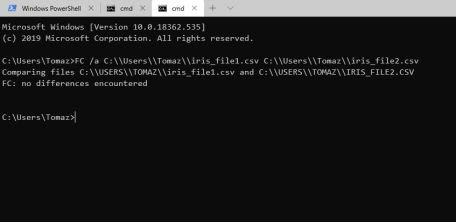 Windows PowerShell
cmd
cmd
Microsoft Windows [Version 10.0.18362.535]
(c) 2019 Microsoft Corporation. All rights reserved.
C:\Users\Tomaz>FC /a C:\\Users\\Tomaz\\iris_file1.csv C:\\Users\\Tomaz\\iris_file2.csv
Comparing files C:\\USERS\\TOMAZ\\iris_file1.csv and C:\\USERS\\TOMAZ\\IRIS_FILE2.CSV
FC: no differences encountered
C:\Users\Tomaz>